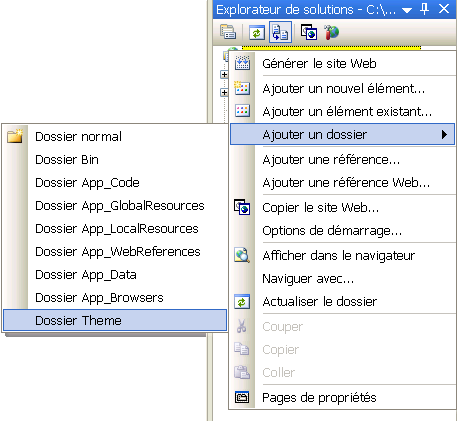 Explorateur de solutions - C:\...
Générer le site Web
Ajouter un nouvel élément...
Ajouter un élément existant...
Ajouter un dossier
Ajouter une référence...
Ajouter une référence Web...
Copier le site Web...
Options de démarrage...
Afficher dans le navigateur
Naviguer avec...
Actualiser le dossier
Couper
Copier
Coller
Pages de propriétés
Dossier normal
Dossier Bin
Dossier App_Code
Dossier App_GlobalResources
Dossier App_LocalResources
Dossier App_WebReferences
Dossier App_Data
Dossier App_Browsers
Dossier Theme